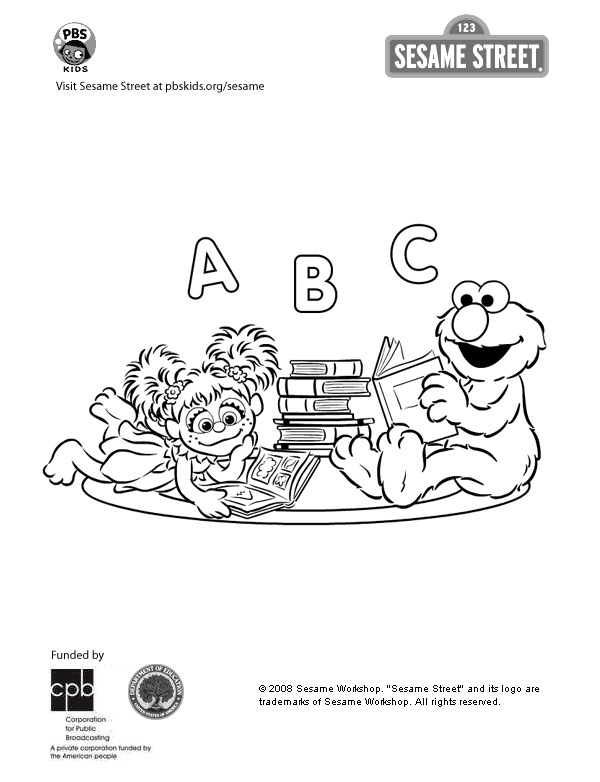 PBS
KIDS
123
SESAME STREET®
Visit Sesame Street at pbskids.org/sesame
A B C
Funded by
cpb
DEPARTMENT OF EDUCATION
UNITED STATES OF AMERICA
Corporation
for Public
Broadcasting
A private corporation funded by
the American people
© 2008 Sesame Workshop. "Sesame Street" and its logo are
trademarks of Sesame Workshop. All rights reserved.